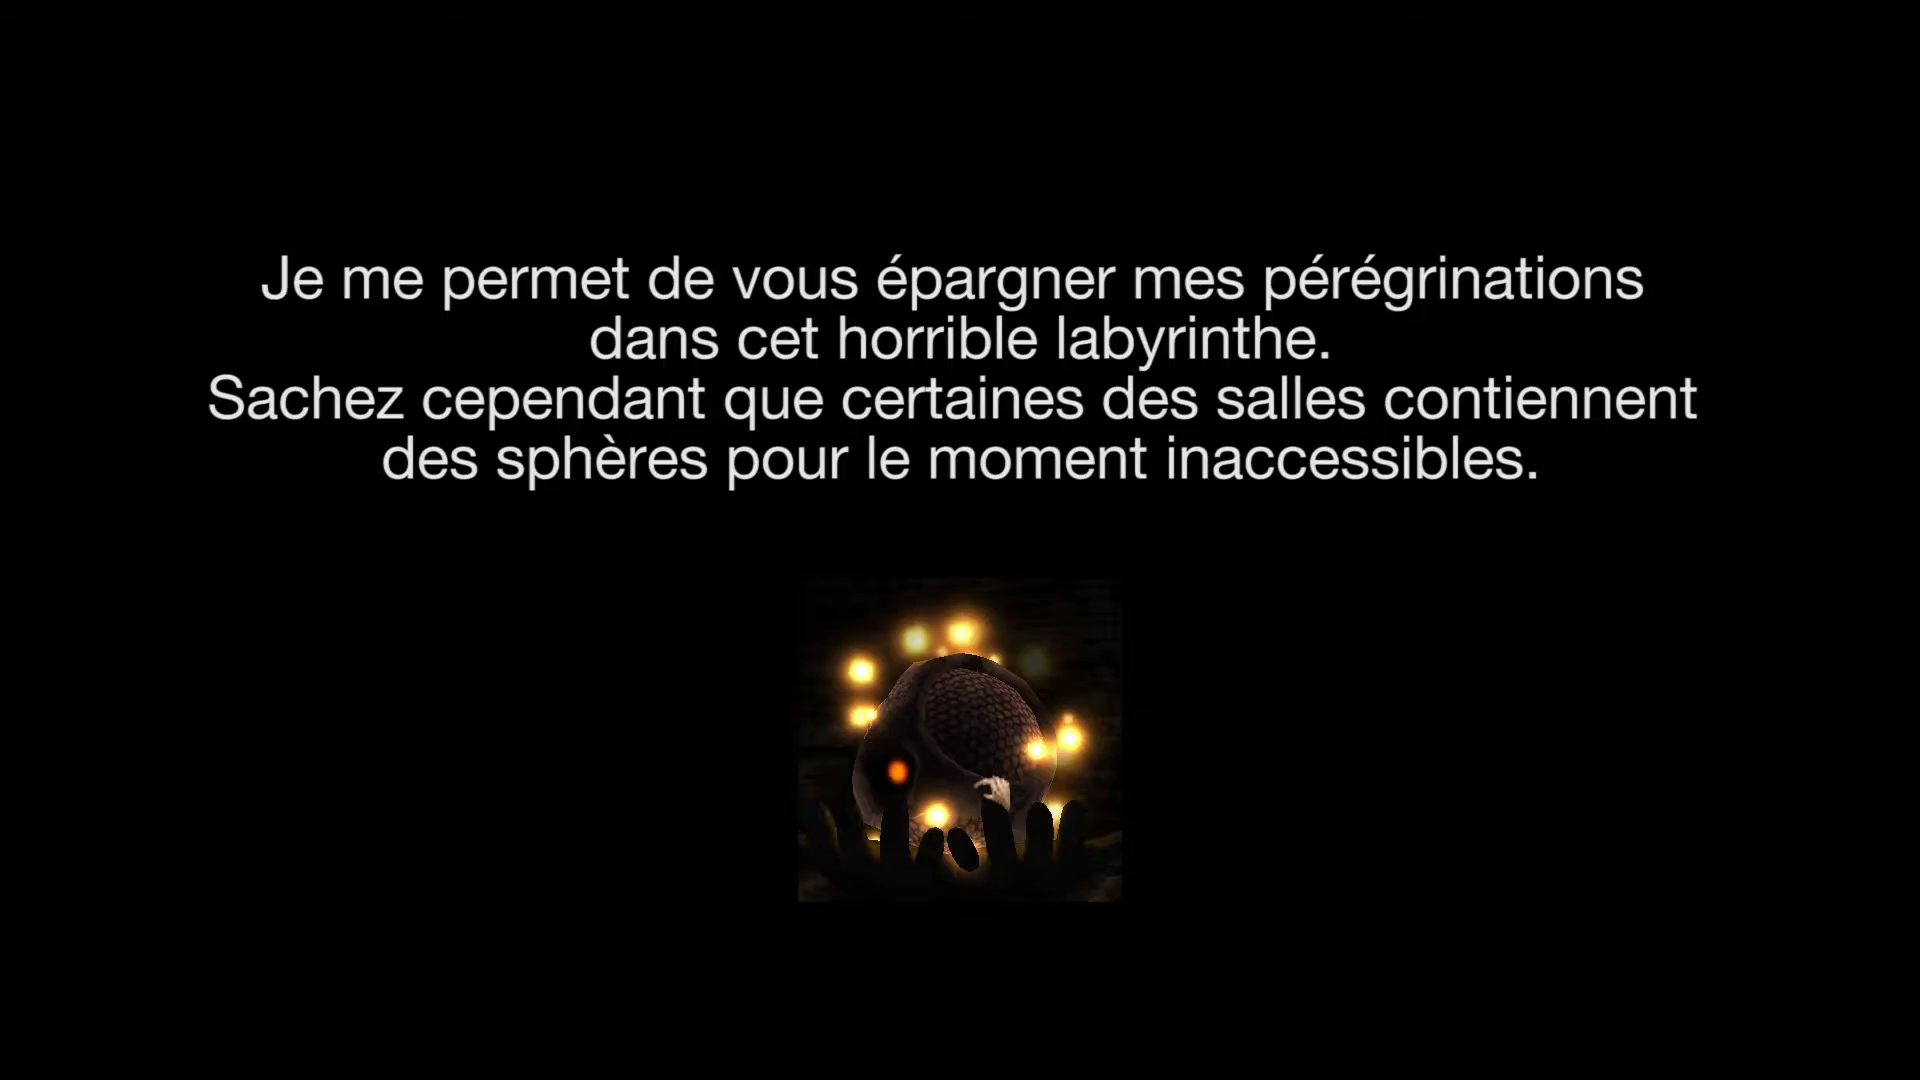 Je me permet de vous épargner mes pérégrinations
dans cet horrible labyrinthe.
Sachez cependant que certaines des salles contiennent
des sphères pour le moment inaccessibles.